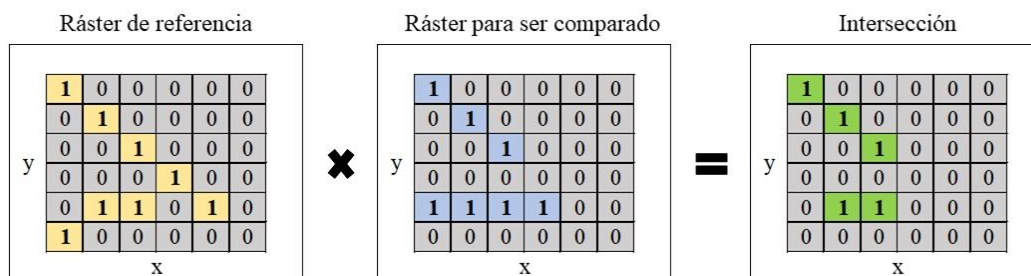 Ráster de referencia Ráster para ser comparado Intersección
1 0 0 0 0 0 1 0 0 0 0 0 1 0 0 0 0 0
0 1 0 0 0 0 0 1 0 0 0 0 0 1 0 0 0 0
0 0 1 0 0 0 0 0 1 0 0 0 0 0 1 0 0 0
y y y
0 0 0 1 0 0 0 0 0 0 0 0 0 0 0 0 0 0
0 1 1 0 1 0 1 1 1 1 0 0 0 1 1 0 0 0
1 0 0 0 0 0 0 0 0 0 0 0 0 0 0 0 0 0
x x x